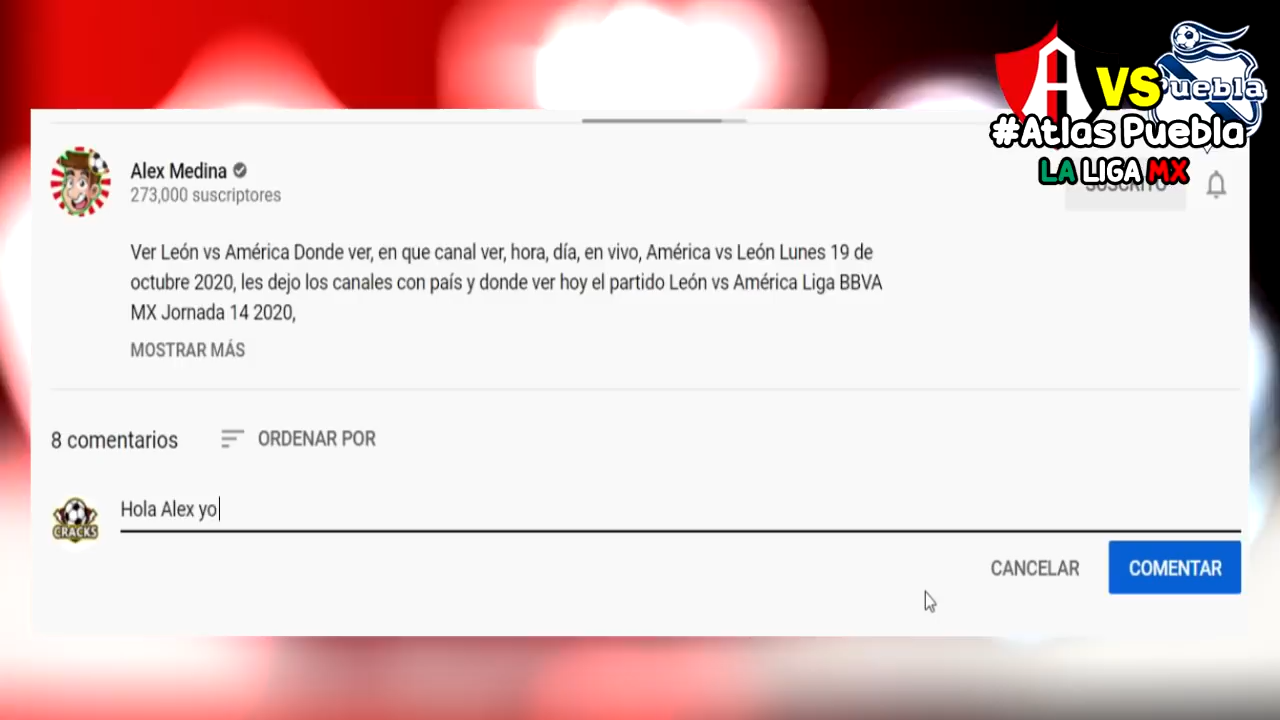 VS
Puebla
#Atlas Puebla
LA LIGA MX
Alex Medina
273,000 suscriptores
SUSCRITO
Ver León vs América Donde ver, en que canal ver, hora, día, en vivo, América vs León Lunes 19 de
octubre 2020, les dejo los canales con país y donde ver hoy el partido León vs América Liga BBVA
MX Jornada 14 2020,
MOSTRAR MÁS
8 comentarios
ORDENAR POR
CRACKS
Hola Alex yo
CANCELAR
COMENTAR